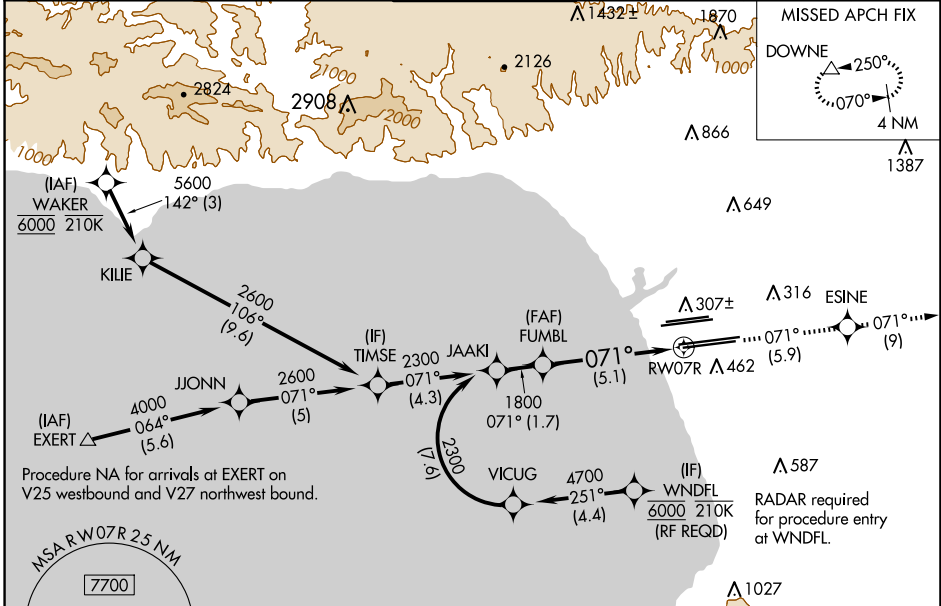 1432±
1870
MISSED APCH FIX
DOWNE
250°
070°
4 NM
1000
2126
1000
2824
2908
2000
866
1387
1000
(IAF)
WAKER
6000 210K
5600
142° (3)
649
KILIE
2600
106°
(9.6)
307±
316
ESINE
(FAF)
FUMBL
(IF)
TIMSE
JAAKI
2300
071°
(4.3)
071°
(5.1)
RW07R
462
071°
(5.9)
071°
(9)
JJONN
2600
071°
(5)
1800
071° (1.7)
(IAF)
EXERT
4000
064°
(5.6)
2300
(7.6)
Procedure NA for arrivals at EXERT on
V25 westbound and V27 northwest bound.
VICUG
4700
251°
(4.4)
(IF)
WNDFL
6000 210K
(RF REQD)
587
RADAR required
for procedure entry
at WNDFL.
MSA RW07R 25 NM
7700
1027